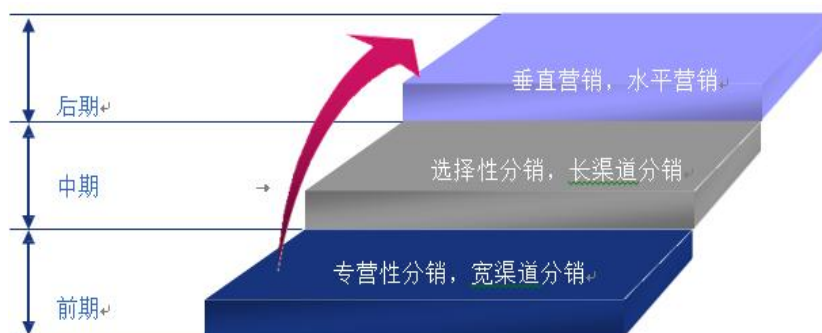 后期
垂直营销，水平营销
中期
选择性分销，长渠道分销
前期
专营性分销，宽渠道分销